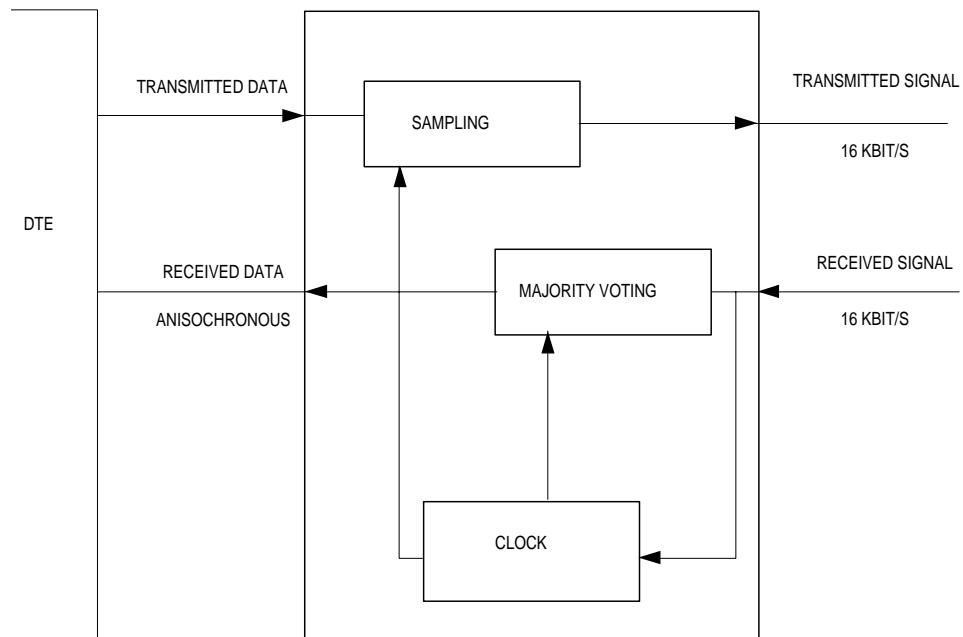 TRANSMITTED DATA
TRANSMITTED SIGNAL
SAMPLING
16 KBIT/S
DTE
RECEIVED DATA
RECEIVED SIGNAL
MAJORITY VOTING
ANISOCHRONOUS
16 KBIT/S
CLOCK